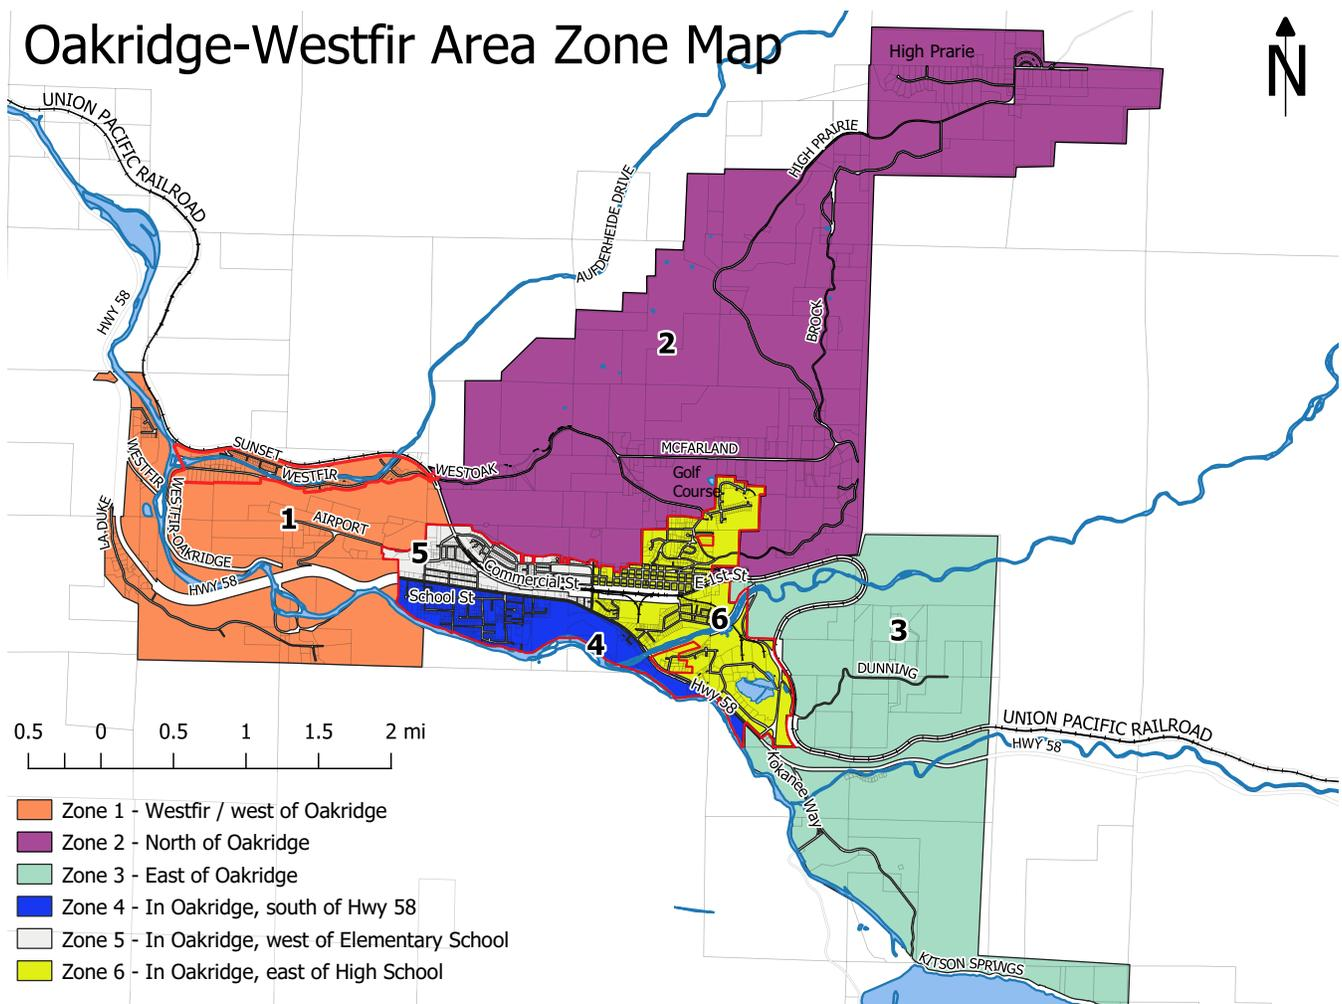 Oakridge-Westfir Area Zone Map
N
High Prarie
UNION PACIFIC RAILROAD
HIGH PRAIRIE
AUFDERHEIDE DRIVE
HWY 58
BROCK
2
MCFARLAND
SUNSET
WESTFIR
WESTOAK
WESTFIR
Golf
Course
WESTFIR-OAKRIDGE
LA DUKE
1
AIRPORT
5
Commercial St
E 1st St
HWY 58
School St
6
4
3
DUNNING
Hwy 58
UNION PACIFIC RAILROAD
HWY 58
Kokanee Way
KITSON SPRINGS
0.5 0 0.5 1 1.5 2 mi
Zone 1 - Westfir / west of Oakridge
Zone 2 - North of Oakridge
Zone 3 - East of Oakridge
Zone 4 - In Oakridge, south of Hwy 58
Zone 5 - In Oakridge, west of Elementary School
Zone 6 - In Oakridge, east of High School